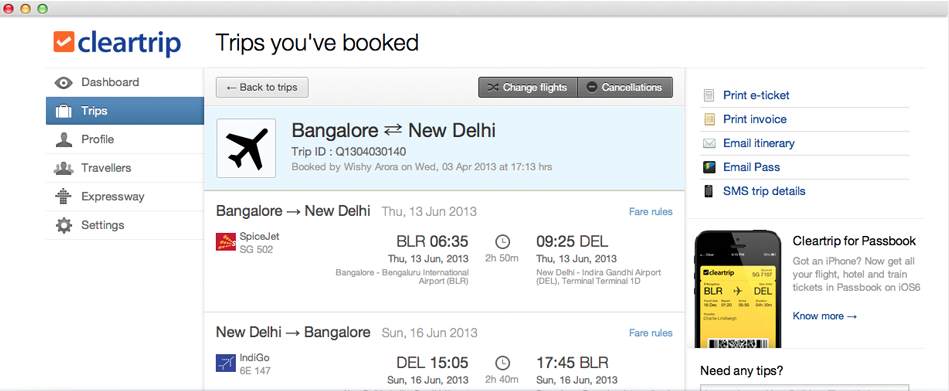 cleartrip
Trips you've booked
Dashboard
Trips
Profile
Travellers
Expressway
Settings
← Back to trips
Change flights
Cancellations
Bangalore ⇄ New Delhi
Trip ID : Q1304030140
Booked by Wishy Arora on Wed, 03 Apr 2013 at 17:13 hrs
Bangalore → New Delhi Thu, 13 Jun 2013 Fare rules
SpiceJet
SG 502
BLR 06:35
Thu, 13 Jun, 2013
Bangalore - Bengaluru International
Airport (BLR)
2h 50m
09:25 DEL
Thu, 13 Jun, 2013
New Delhi - Indira Gandhi Airport
(DEL), Terminal Terminal 1D
New Delhi → Bangalore Sun, 16 Jun 2013 Fare rules
IndiGo
6E 147
DEL 15:05
Sun, 16 Jun, 2013
2h 40m
17:45 BLR
Sun, 16 Jun, 2013
Print e-ticket
Print invoice
Email itinerary
Email Pass
SMS trip details
cleartrip
SG 7107
BLR
DEL
Cleartrip for Passbook
Got an iPhone? Now get all
your flight, hotel and train
tickets in Passbook on iOS6
Know more →
Need any tips?